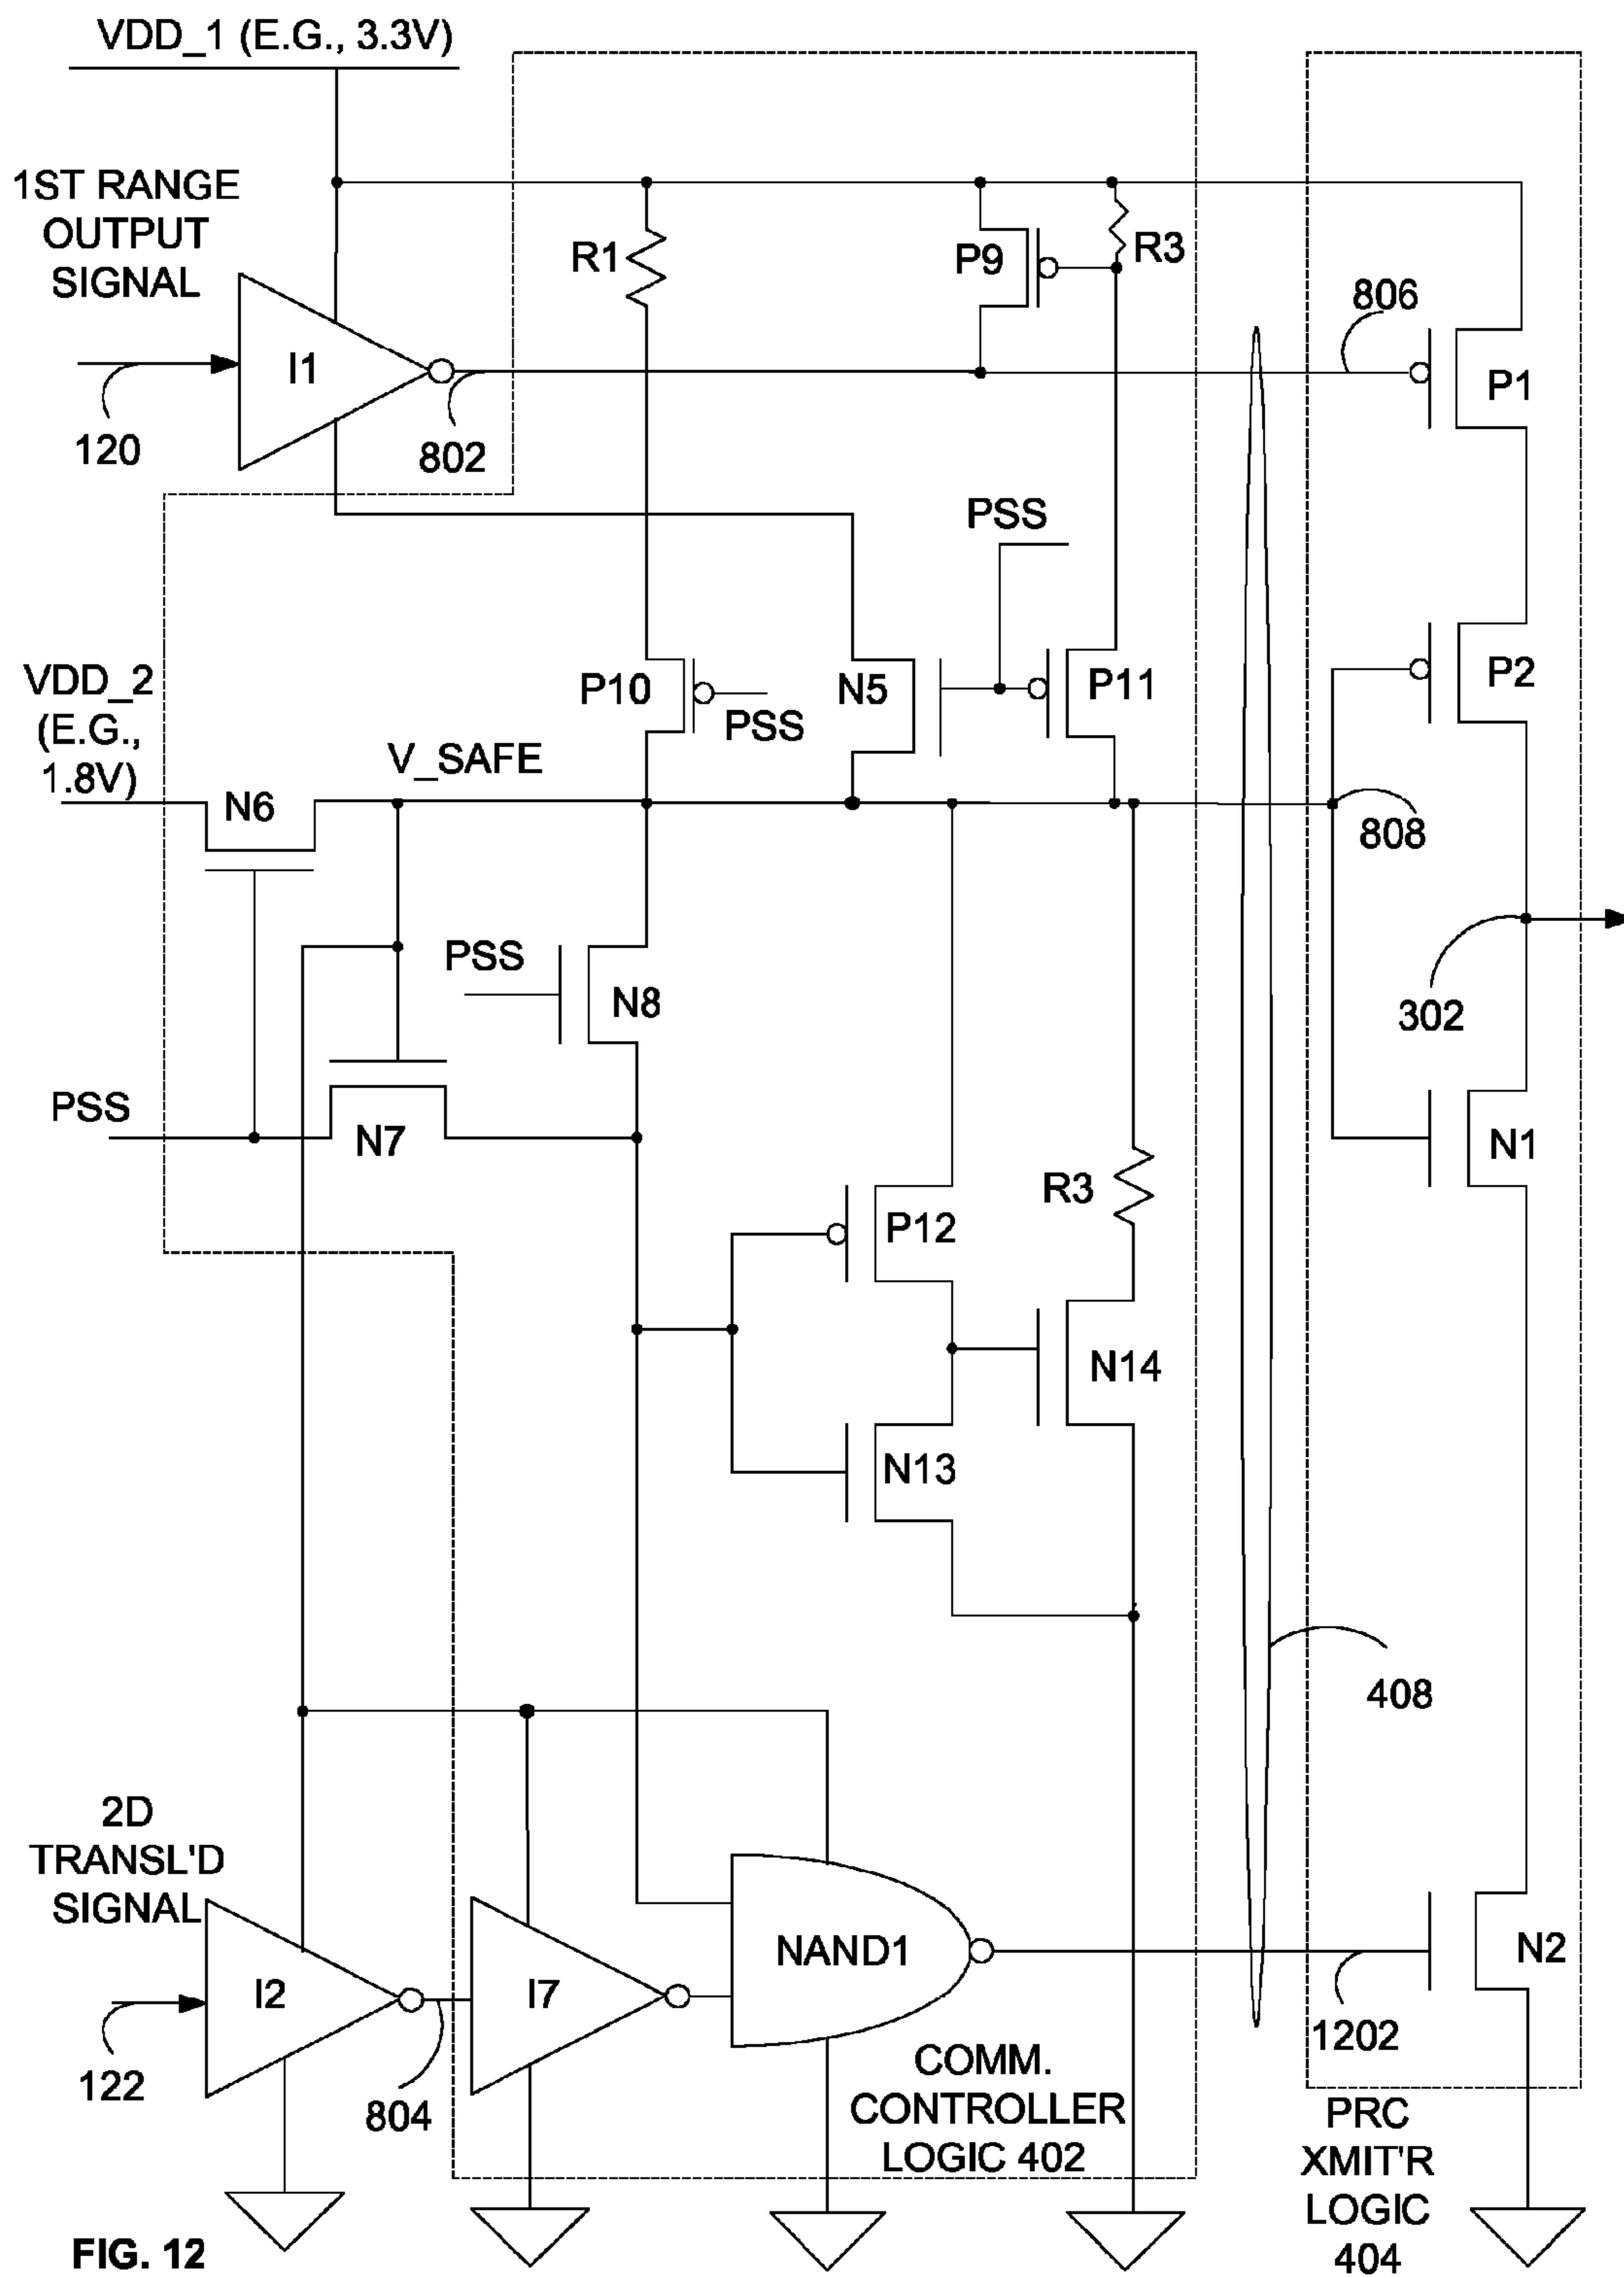 VDD_1 (E.G., 3.3V)
1ST RANGE
OUTPUT
SIGNAL
R1
P9
R3
806
I1
P1
120
802
PSS
VDD_2
(E.G.,
1.8V)
P10
PSS
N5
P11
P2
V_SAFE
N6
808
PSS
N8
302
PSS
N7
N1
P12
R3
N14
N13
408
2D
TRANSL'D
SIGNAL
I2
I7
NAND1
N2
122
804
1202
COMM.
CONTROLLER
LOGIC 402
PRC
XMIT'R
LOGIC
404
FIG. 12